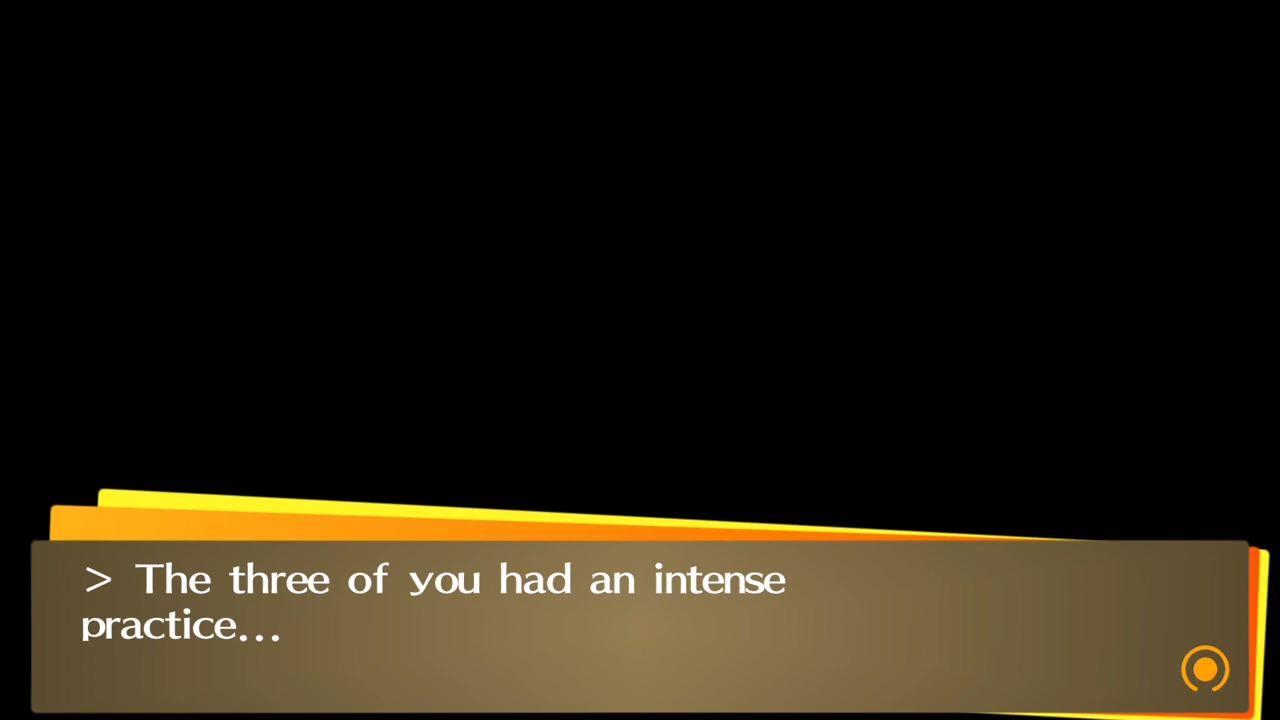 > The three of you had an intense
practice...